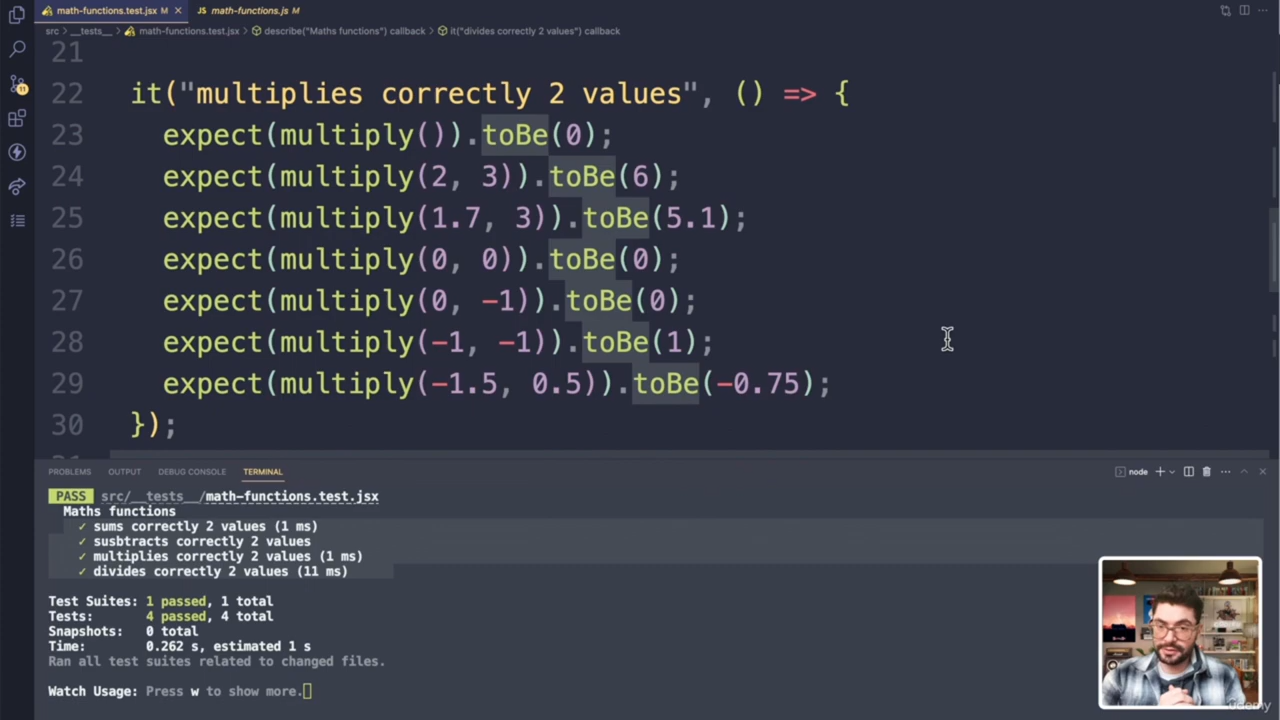 math-functions.test.jsx M × JS math-functions.js M
src > __tests__ > math-functions.test.jsx > describe("Maths functions") callback > it("divides correctly 2 values") callback
21
22 it("multiplies correctly 2 values", () => {
23 expect(multiply()).toBe(0);
24 expect(multiply(2, 3)).toBe(6);
25 expect(multiply(1.7, 3)).toBe(5.1);
26 expect(multiply(0, 0)).toBe(0);
27 expect(multiply(0, -1)).toBe(0);
28 expect(multiply(-1, -1)).toBe(1);
29 expect(multiply(-1.5, 0.5)).toBe(-0.75);
30 });
PROBLEMS OUTPUT DEBUG CONSOLE TERMINAL node
PASS src/__tests__/math-functions.test.jsx
Maths functions
✓ sums correctly 2 values (1 ms)
✓ susbtracts correctly 2 values
✓ multiplies correctly 2 values (1 ms)
✓ divides correctly 2 values (11 ms)
Test Suites: 1 passed, 1 total
Tests: 4 passed, 4 total
Snapshots: 0 total
Time: 0.262 s, estimated 1 s
Ran all test suites related to changed files.
Watch Usage: Press w to show more.
11
udemy